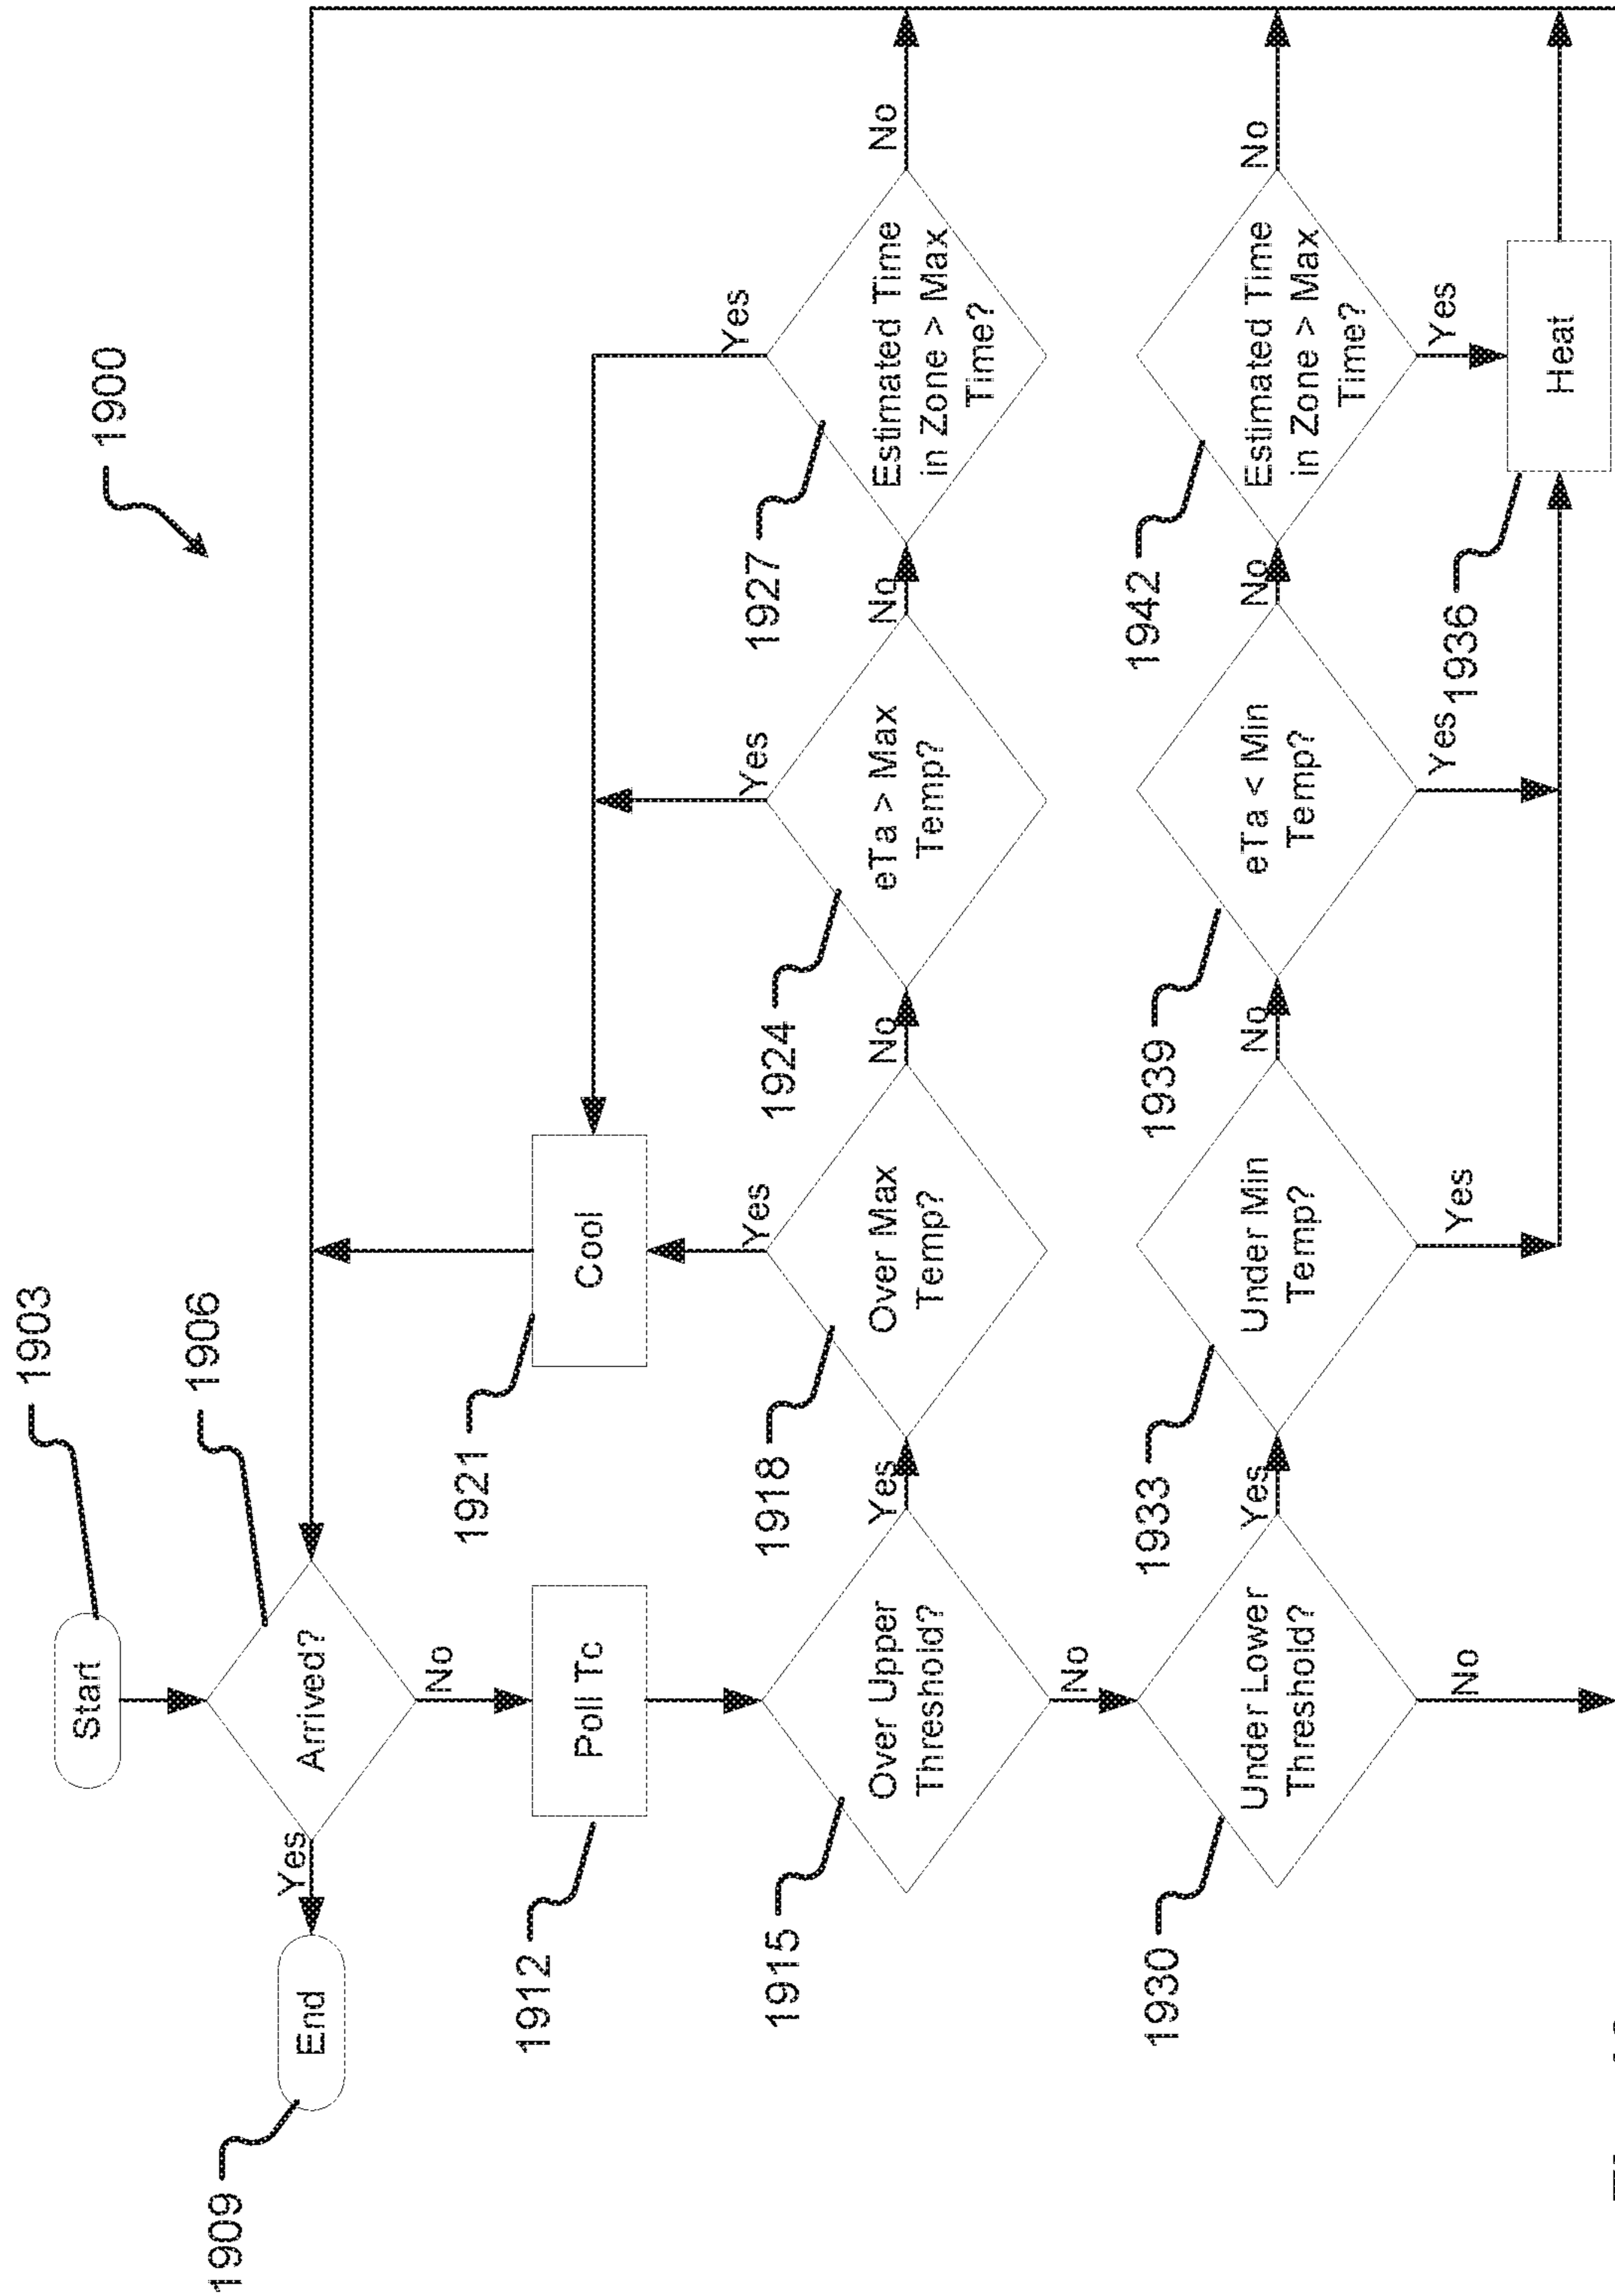 1903
Start
1900
1906
1909
End
Yes
Arrived?
No
1921
1912
Poll Tc
Cool
Yes
Yes
Yes
1915
1918
1924
1927
Over Upper
Threshold?
Yes
Over Max
Temp?
No
eTa > Max
Temp?
No
Estimated Time
in Zone > Max
Time?
No
No
1930
1933
1939
1942
Under Lower
Threshold?
Yes
Under Min
Temp?
No
eTa < Min
Temp?
No
Estimated Time
in Zone > Max
Time?
No
No
Yes
Yes
1936
Yes
Heat